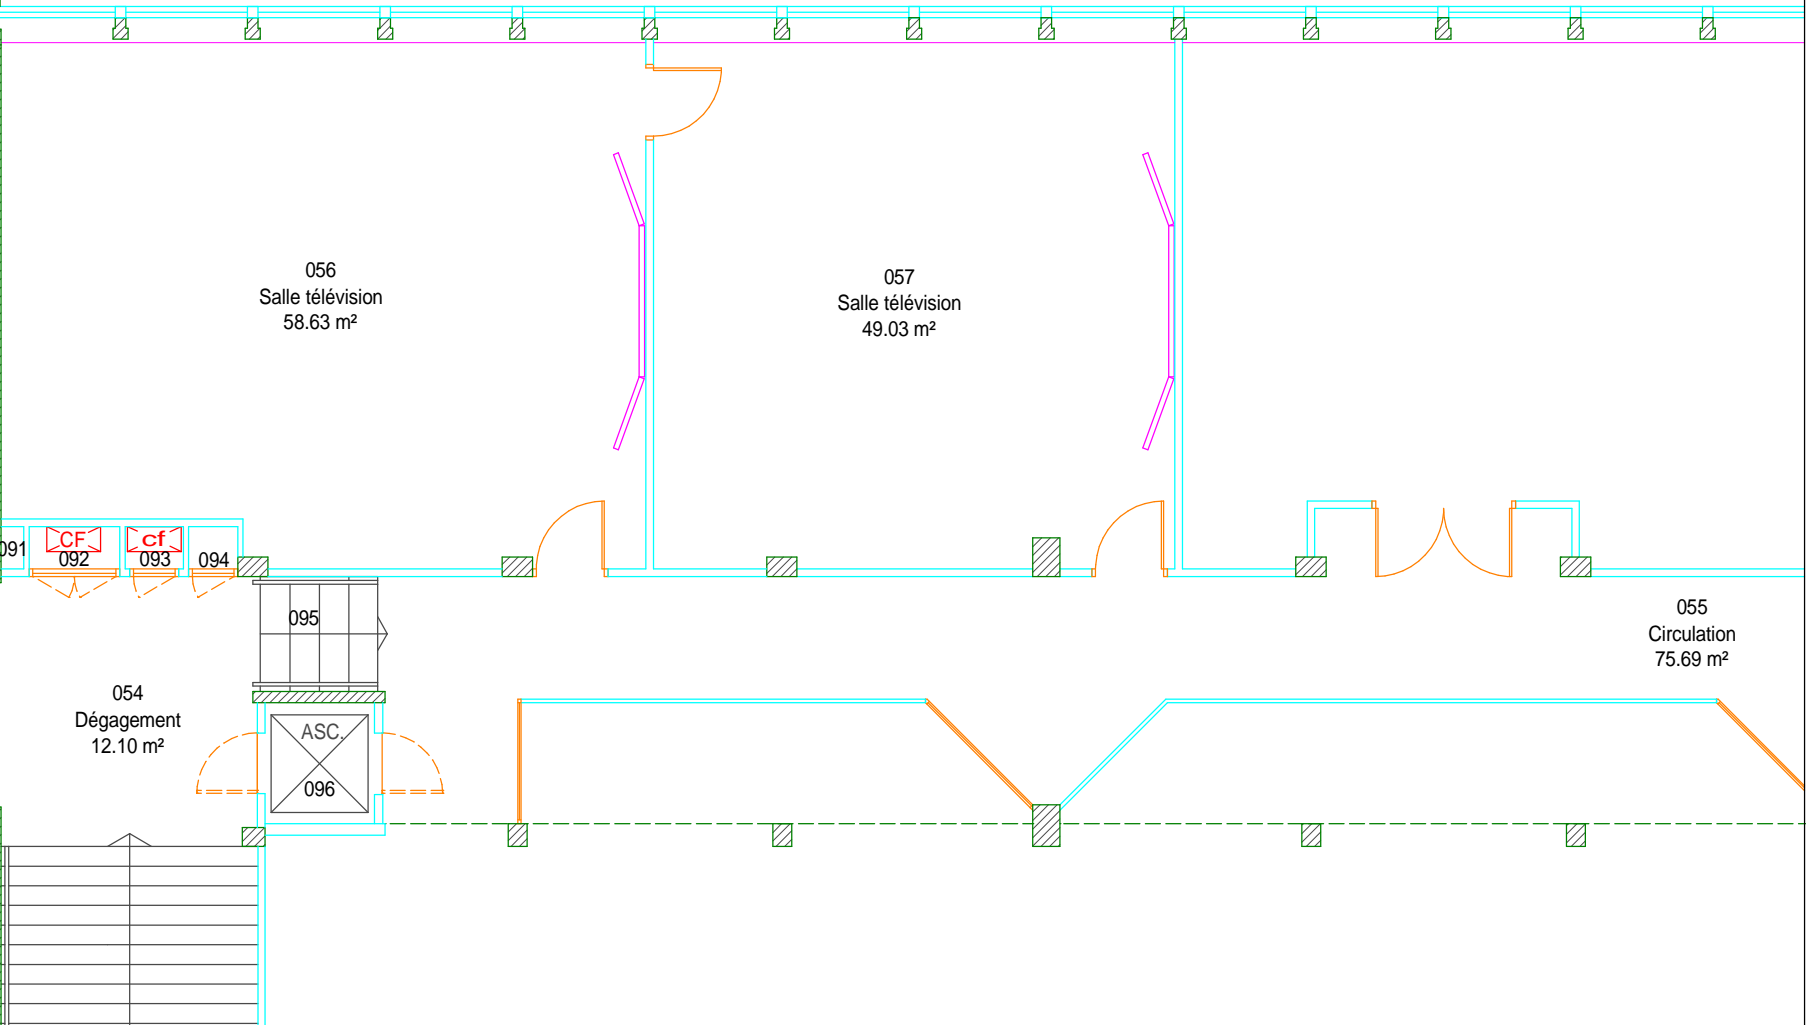 056
Salle télévision
58.63 m²
057
Salle télévision
49.03 m²
091
CF
092
cf
093
094
095
055
Circulation
75.69 m²
054
Dégagement
12.10 m²
ASC.
096